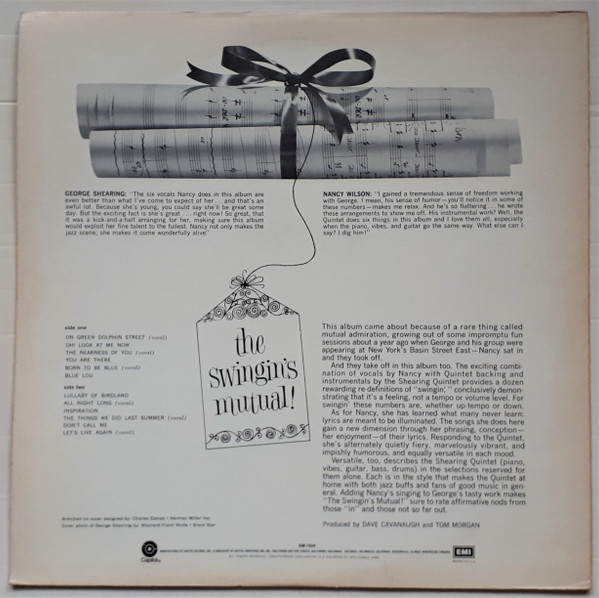 GEORGE SHEARING: "The six vocals Nancy does in this album are
even better than what I've come to expect of her . . . and that's an
awful lot. Because she's young, you could say she'll be great some
day. But the exciting fact is she's great . . . right now! So great, that
it was a kick-and-a-half arranging for her, making sure this album
would exploit her fine talent to the fullest. Nancy not only makes the
jazz scene; she makes it come wonderfully alive."
NANCY WILSON: "I gained a tremendous sense of freedom working
with George. I mean, his sense of humor—you'll notice it in some of
these numbers—makes me relax. And he's so flattering . . . he wrote
these arrangements to show me off. His instrumental work? Well, the
Quintet does six things in this album and I love them all, especially
when the piano, vibes, and guitar go the same way. What else can I
say? I dig him!"
the
swingin's
mutual!
side one
ON GREEN DOLPHIN STREET (vocal)
OH! LOOK AT ME NOW
THE NEARNESS OF YOU (vocal)
YOU ARE THERE
BORN TO BE BLUE (vocal)
BLUE LOU
side two
LULLABY OF BIRDLAND
ALL NIGHT LONG (vocal)
INSPIRATION
THE THINGS WE DID LAST SUMMER (vocal)
DON'T CALL ME
LET'S LIVE AGAIN (vocal)
This album came about because of a rare thing called
mutual admiration, growing out of some impromptu fun
sessions about a year ago when George and his group were
appearing at New York's Basin Street East—Nancy sat in
and they took off.
And they take off in this album too. The exciting combi-
nation of vocals by Nancy with Quintet backing and
instrumentals by the Shearing Quintet provides a dozen
rewarding re-definitions of "swingin,' " conclusively demon-
strating that it's a feeling, not a tempo or volume level. For
swingin' these numbers are, whether up-tempo or down.
As for Nancy, she has learned what many never learn:
lyrics are meant to be illuminated. The songs she does here
gain a new dimension through her phrasing, conception—
her enjoyment—of their lyrics. Responding to the Quintet,
she's alternately quietly fiery, marvelously vibrant, and
impishly humorous, and equally versatile in each mood.
Versatile, too, describes the Shearing Quintet (piano,
vibes, guitar, bass, drums) in the selections reserved for
them alone. Each is in the style that makes the Quintet at
home with both jazz buffs and fans of good music in gen-
eral. Adding Nancy's singing to George's tasty work makes
"The Swingin's Mutual!" sure to rate affirmative nods from
those "in" and those not so far out.
Produced by DAVE CAVANAUGH and TOM MORGAN
Armchair on cover designed by Charles Eames • Herman Miller Inc.
Cover photo of George Shearing by Maynard Frank Wolfe • Black Star
Capitol
EMI